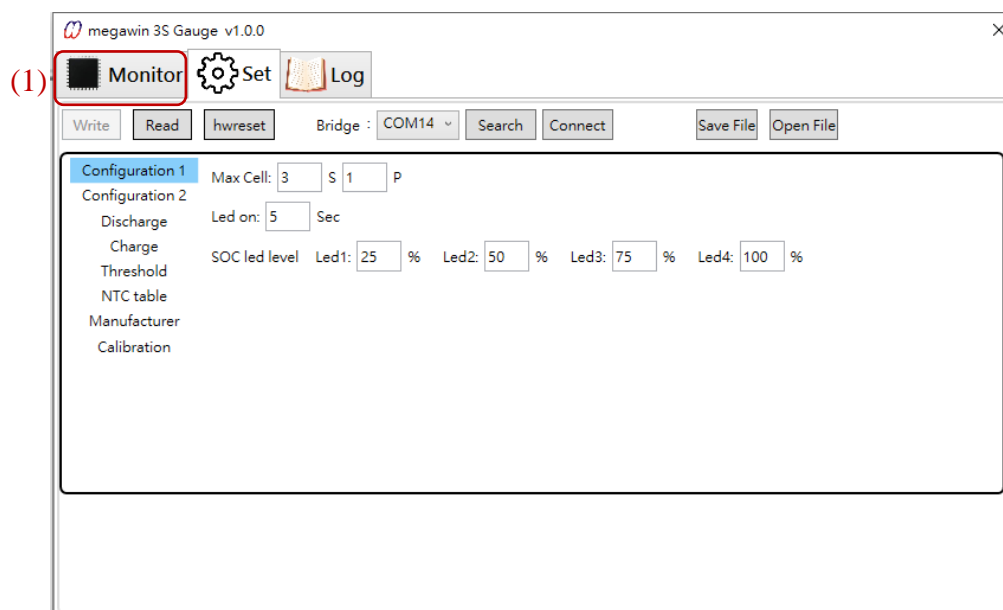 megawin 3S Gauge v1.0.0
(1) Monitor Set Log
Write Read hwreset Bridge : COM14 Search Connect Save File Open File
Configuration 1
Max Cell: 3 S 1 P
Configuration 2
Discharge
Led on: 5 Sec
Charge
SOC led level Led1: 25 % Led2: 50 % Led3: 75 % Led4: 100 %
Threshold
NTC table
Manufacturer
Calibration